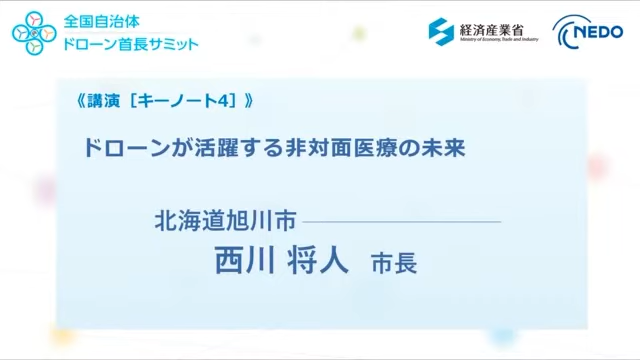 全国自治体
ドローン首長サミット
経済産業省
Ministry of Economy, Trade and Industry
NEDO
《講演［キーノート4］》
ドローンが活躍する非対面医療の未来
北海道旭川市
西川 将人 市長